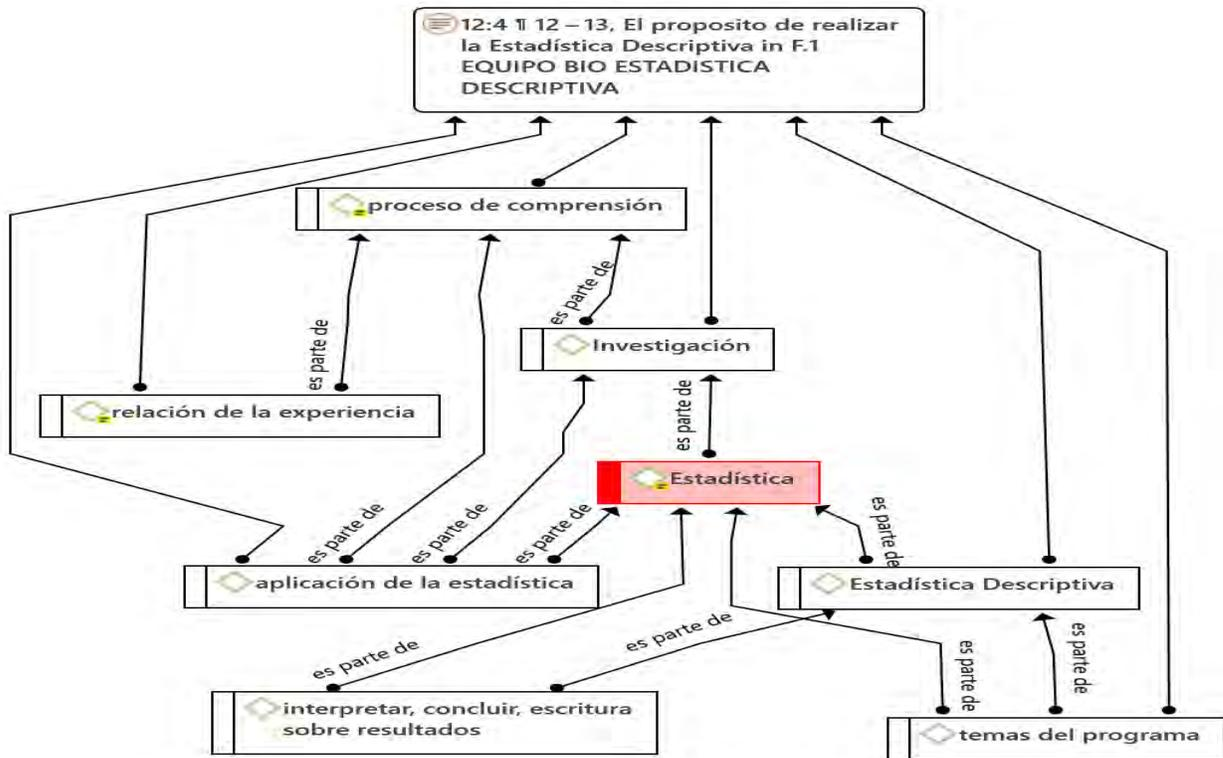 12:4 ¶ 12 – 13, El proposito de realizar
la Estadística Descriptiva in F.1
EQUIPO BIO ESTADISTICA
DESCRIPTIVA
proceso de comprensión
es parte de
Investigación
es parte de
relación de la experiencia
es parte de
Estadística
es parte de
es parte de
es parte de
es parte de
aplicación de la estadística
Estadística Descriptiva
es parte de
es parte de
es parte de
es parte de
interpretar, concluir, escritura
sobre resultados
temas del programa